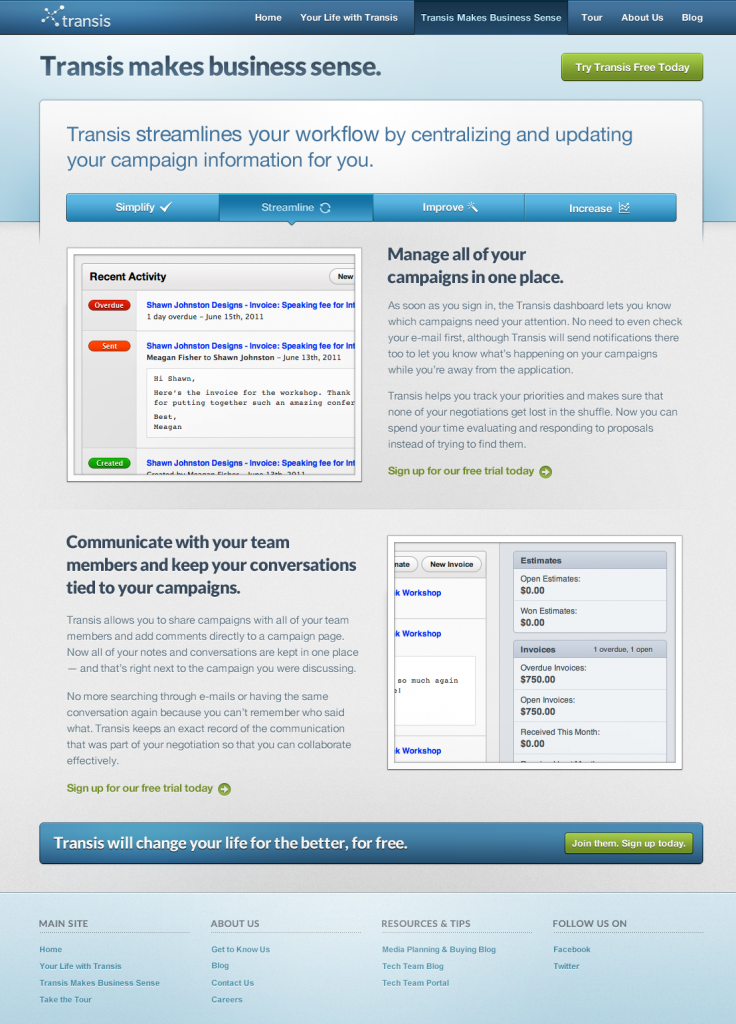 transis
Home Your Life with Transis Transis Makes Business Sense Tour About Us Blog
Transis makes business sense.
Try Transis Free Today
Transis streamlines your workflow by centralizing and updating
your campaign information for you.
Simplify Streamline Improve Increase
Recent Activity New
Overdue Shawn Johnston Designs - Invoice: Speaking fee for
1 day overdue – June 15th, 2011
Sent Shawn Johnston Designs - Invoice: Speaking fee for
Meagan Fisher to Shawn Johnston – June 13th, 2011
Hi Shawn,
Here's the invoice for the workshop. Thank
for putting together such an amazing
Best,
Meagan
Created Shawn Johnston Designs - Invoice: Speaking fee for
Created by Meagan Fisher – June 13th, 2011
Manage all of your
campaigns in one place.
As soon as you sign in, the Transis dashboard lets you know
which campaigns need your attention. No need to even check
your e-mail first, although Transis will send notifications there
too to let you know what's happening on your campaigns
while you're away from the application.
Transis helps you track your priorities and makes sure that
none of your negotiations get lost in the shuffle. Now you can
spend your time evaluating and responding to proposals
instead of trying to find them.
Sign up for our free trial today
Communicate with your team
members and keep your conversations
tied to your campaigns.
Transis allows you to share campaigns with all of your team
members and add comments directly to a campaign page.
Now all of your notes and conversations are kept in one place
— and that's right next to the campaign you were discussing.
No more searching through e-mails or having the same
conversation again because you can't remember who said
what. Transis keeps an exact record of the communication
that was part of your negotiation so that you can collaborate
effectively.
Sign up for our free trial today
New Invoice
Workshop
Workshop
so much again
Workshop
Estimates
Open Estimates:
$0.00
Won Estimates:
$0.00
Invoices 1 overdue, 1 open
Overdue Invoices:
$750.00
Open Invoices:
$750.00
Received This Month:
$0.00
Transis will change your life for the better, for free.
Join them. Sign up today.
MAIN SITE
Home
Your Life with Transis
Transis Makes Business Sense
Take the Tour
ABOUT US
Get to Know Us
Blog
Contact Us
Careers
RESOURCES & TIPS
Media Planning & Buying Blog
Tech Team Blog
Tech Team Portal
FOLLOW US ON
Facebook
Twitter